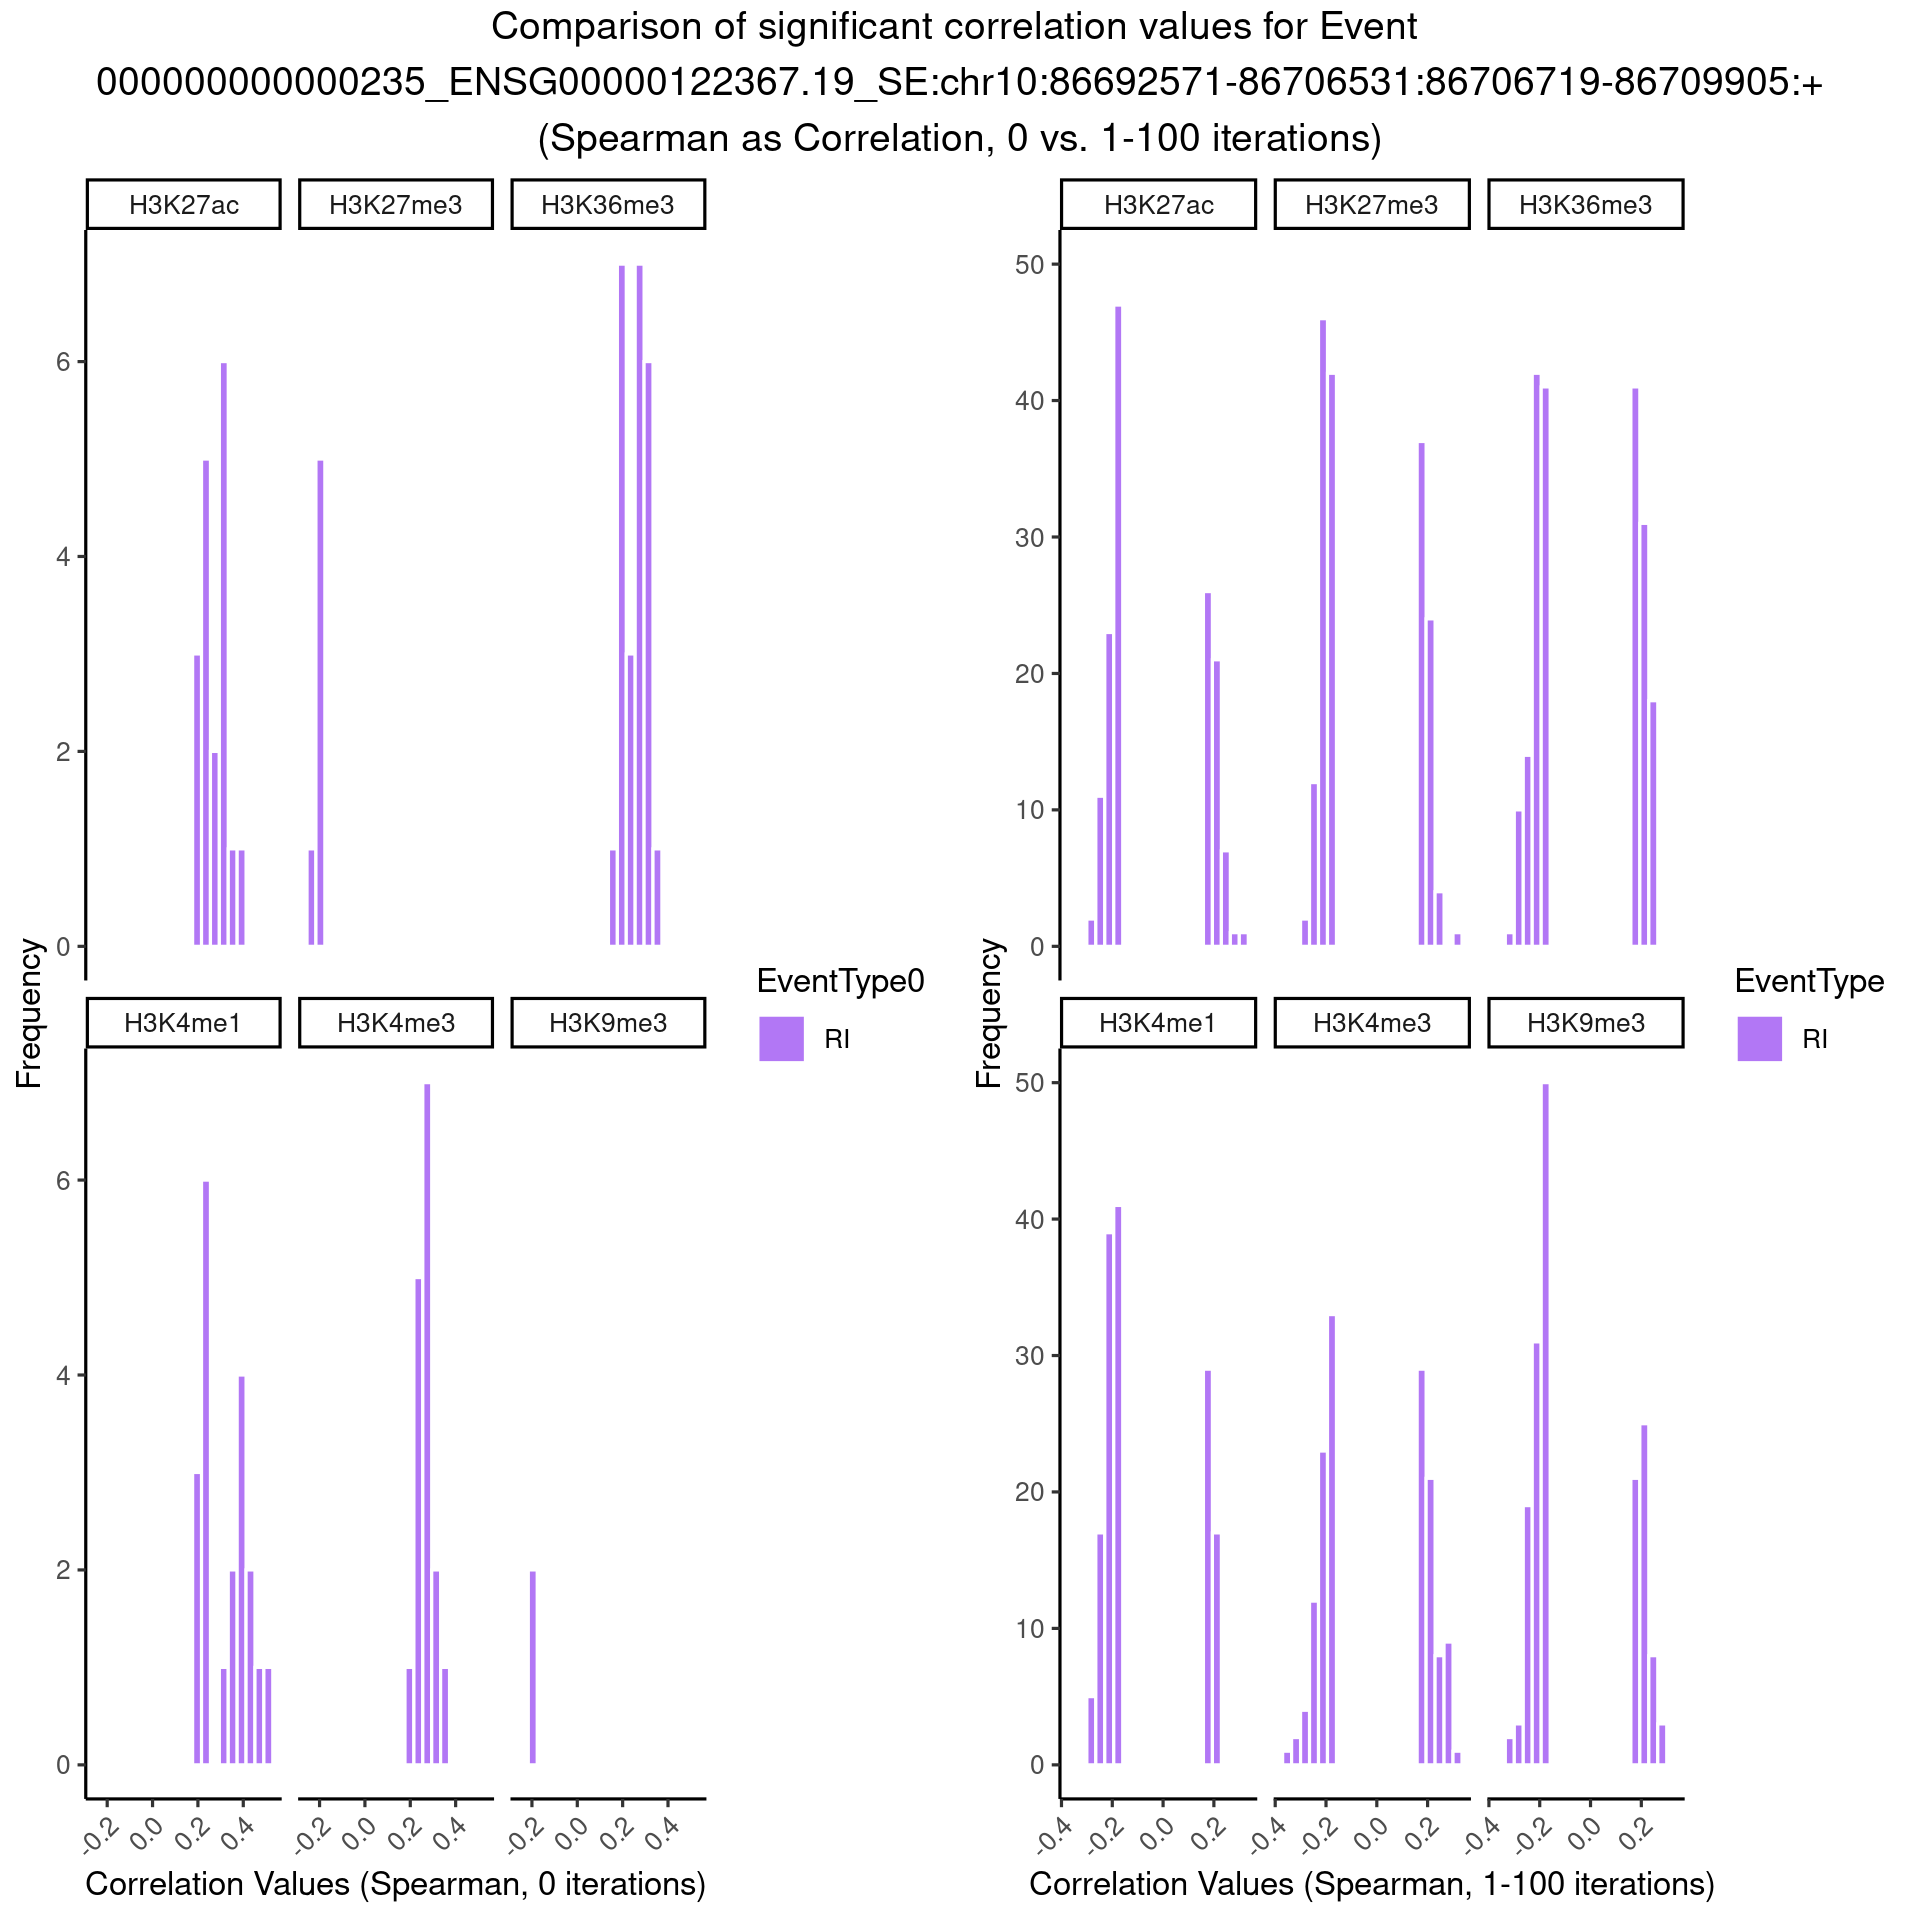 Comparison of significant correlation values for Event
000000000000235_ENSG00000122367.19_SE:chr10:86692571-86706531:86706719-86709905:+
(Spearman as Correlation, 0 vs. 1-100 iterations)
H3K27ac H3K27me3 H3K36me3
6
4
2
0
H3K4me1 H3K4me3 H3K9me3
6
4
2
0
-0.2 0.0 0.2 0.4 -0.2 0.0 0.2 0.4 -0.2 0.0 0.2 0.4
Frequency
Correlation Values (Spearman, 0 iterations)
EventType0
RI
H3K27ac H3K27me3 H3K36me3
50
40
30
20
10
0
H3K4me1 H3K4me3 H3K9me3
50
40
30
20
10
0
-0.4 -0.2 0.0 0.2 -0.4 -0.2 0.0 0.2 -0.4 -0.2 0.0 0.2
Frequency
Correlation Values (Spearman, 1-100 iterations)
EventType
RI